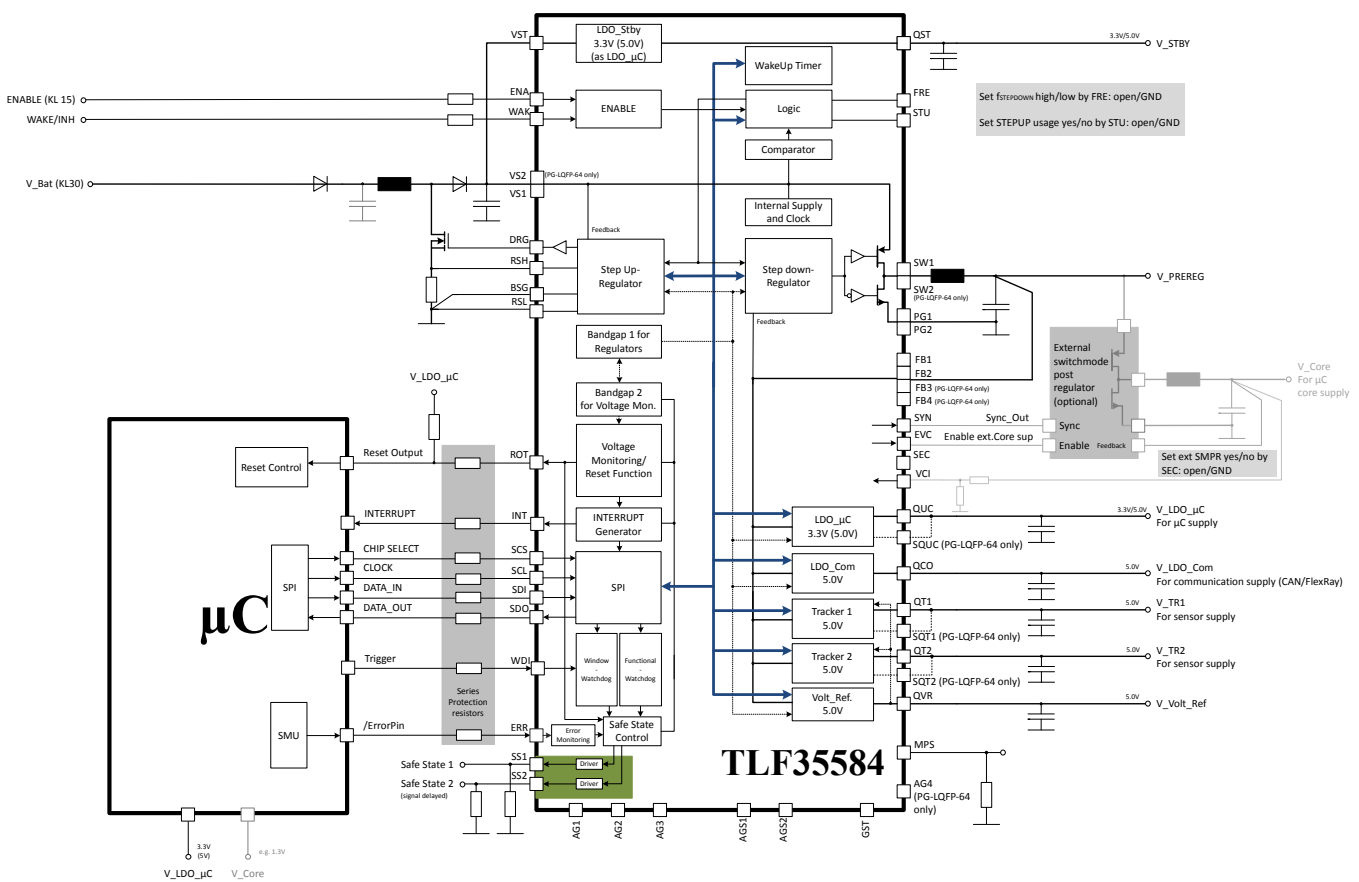 VST
LDO_Stby
3.3V (5.0V)
(as LDO_µC)
QST
3.3V/5.0V
V_STBY
WakeUp Timer
ENABLE (KL 15)
ENA
WAKE/INH
WAK
ENABLE
Logic
FRE
STU
Set fSTEPDOWN high/low by FRE: open/GND
Set STEPUP usage yes/no by STU: open/GND
Comparator
V_Bat (KL30)
VS2
(PG-LQFP-64 only)
VS1
Internal Supply
and Clock
Feedback
DRG
RSH
BSG
RSL
Step Up-
Regulator
Step down-
Regulator
Feedback
SW1
SW2
(PG-LQFP-64 only)
V_PREREG
PG1
PG2
Bandgap 1 for
Regulators
External
switchmode
post
regulator
(optional)
Sync
Enable
Feedback
V_Core
For µC
core supply
FB1
FB2
FB3 (PG-LQFP-64 only)
FB4 (PG-LQFP-64 only)
V_LDO_µC
Bandgap 2
for Voltage Mon.
SYN
Sync_Out
EVC
Enable ext.Core sup
SEC
VCI
Set ext SMPR yes/no by
SEC: open/GND
Reset Control
Reset Output
ROT
Voltage
Monitoring/
Reset Function
INTERRUPT
INT
INTERRUPT
Generator
LDO_µC
3.3V (5.0V)
QUC
SQUC (PG-LQFP-64 only)
3.3V/5.0V
V_LDO_µC
For µC supply
SPI
CHIP SELECT
CLOCK
DATA_IN
DATA_OUT
SCS
SCL
SDI
SDO
SPI
LDO_Com
5.0V
QCO
5.0V
V_LDO_Com
For communication supply (CAN/FlexRay)
µC
Tracker 1
5.0V
QT1
SQT1 (PG-LQFP-64 only)
5.0V
V_TR1
For sensor supply
Trigger
WDI
Window
-
Watchdog
Functional
-
Watchdog
Tracker 2
5.0V
QT2
SQT2 (PG-LQFP-64 only)
5.0V
V_TR2
For sensor supply
Series
Protection
resistors
Volt_Ref.
5.0V
QVR
5.0V
V_Volt_Ref
SMU
/ErrorPin
ERR
Error
Monitoring
Safe State
Control
TLF35584
MPS
Safe State 1
SS1
Driver
Safe State 2
(signal delayed)
SS2
Driver
AG4
(PG-LQFP-64
only)
AG1
AG2
AG3
AGS1
AGS2
GST
3.3V
(5V)
V_LDO_µC
e.g. 1.3V
V_Core